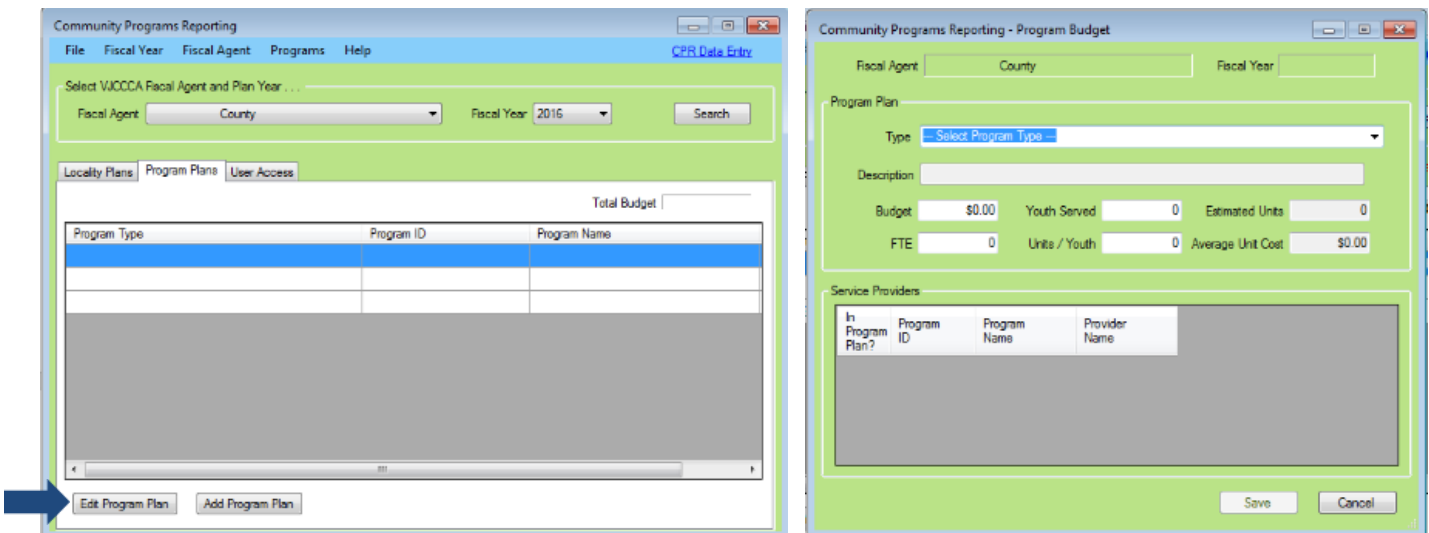 Community Programs Reporting
File Fiscal Year Fiscal Agent Programs Help CPR Data Entry
Select VJCCCA Fiscal Agent and Plan Year . . .
Fiscal Agent County Fiscal Year 2016 Search
Locality Plans Program Plans User Access
Total Budget
Program Type Program ID Program Name
Edit Program Plan Add Program Plan
Community Programs Reporting - Program Budget
Fiscal Agent County Fiscal Year
Program Plan
Type --- Select Program Type ---
Description
Budget $0.00 Youth Served 0 Estimated Units 0
FTE 0 Units / Youth 0 Average Unit Cost $0.00
Service Providers
In
Program
Plan?
Program
ID
Program
Name
Provider
Name
Save Cancel